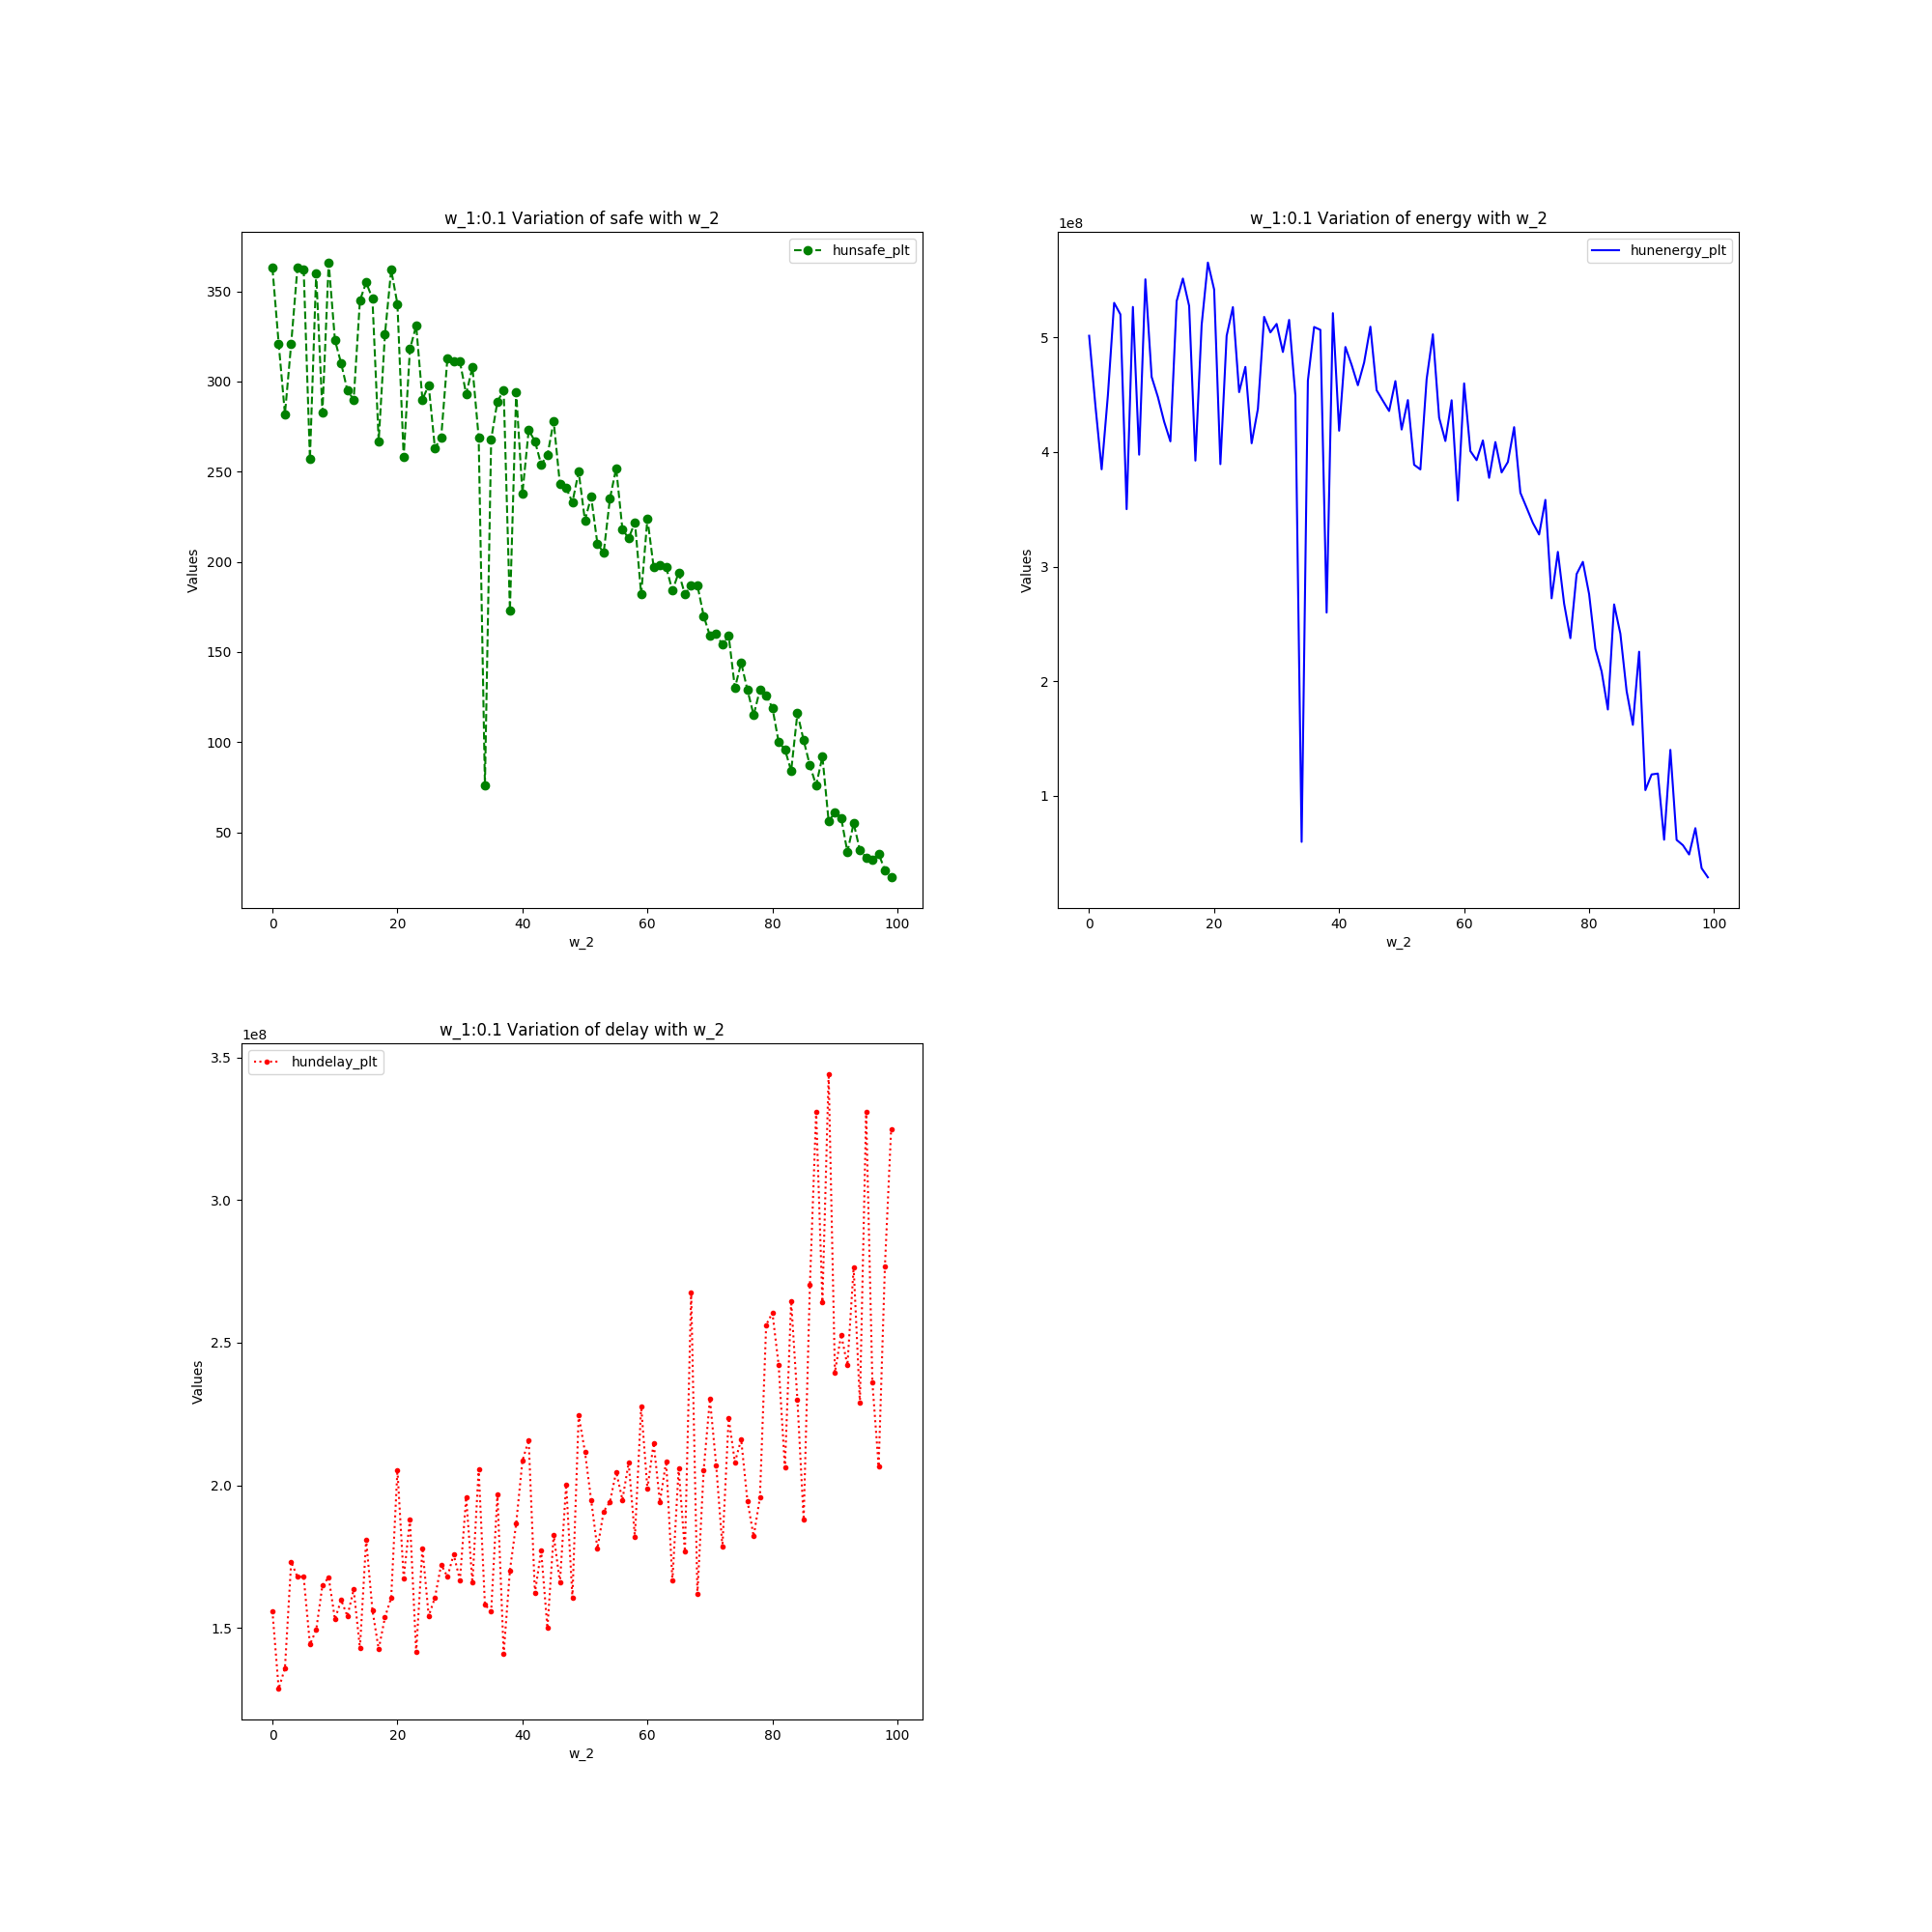 w_1:0.1 Variation of safe with w_2
hunsafe_plt
350
300
250
200
150
100
50
Values
0 20 40 60 80 100
w_2
w_1:0.1 Variation of energy with w_2
1e8
hunenergy_plt
5
4
3
2
1
Values
0 20 40 60 80 100
w_2
w_1:0.1 Variation of delay with w_2
1e8
hundelay_plt
3.5
3.0
2.5
2.0
1.5
Values
0 20 40 60 80 100
w_2